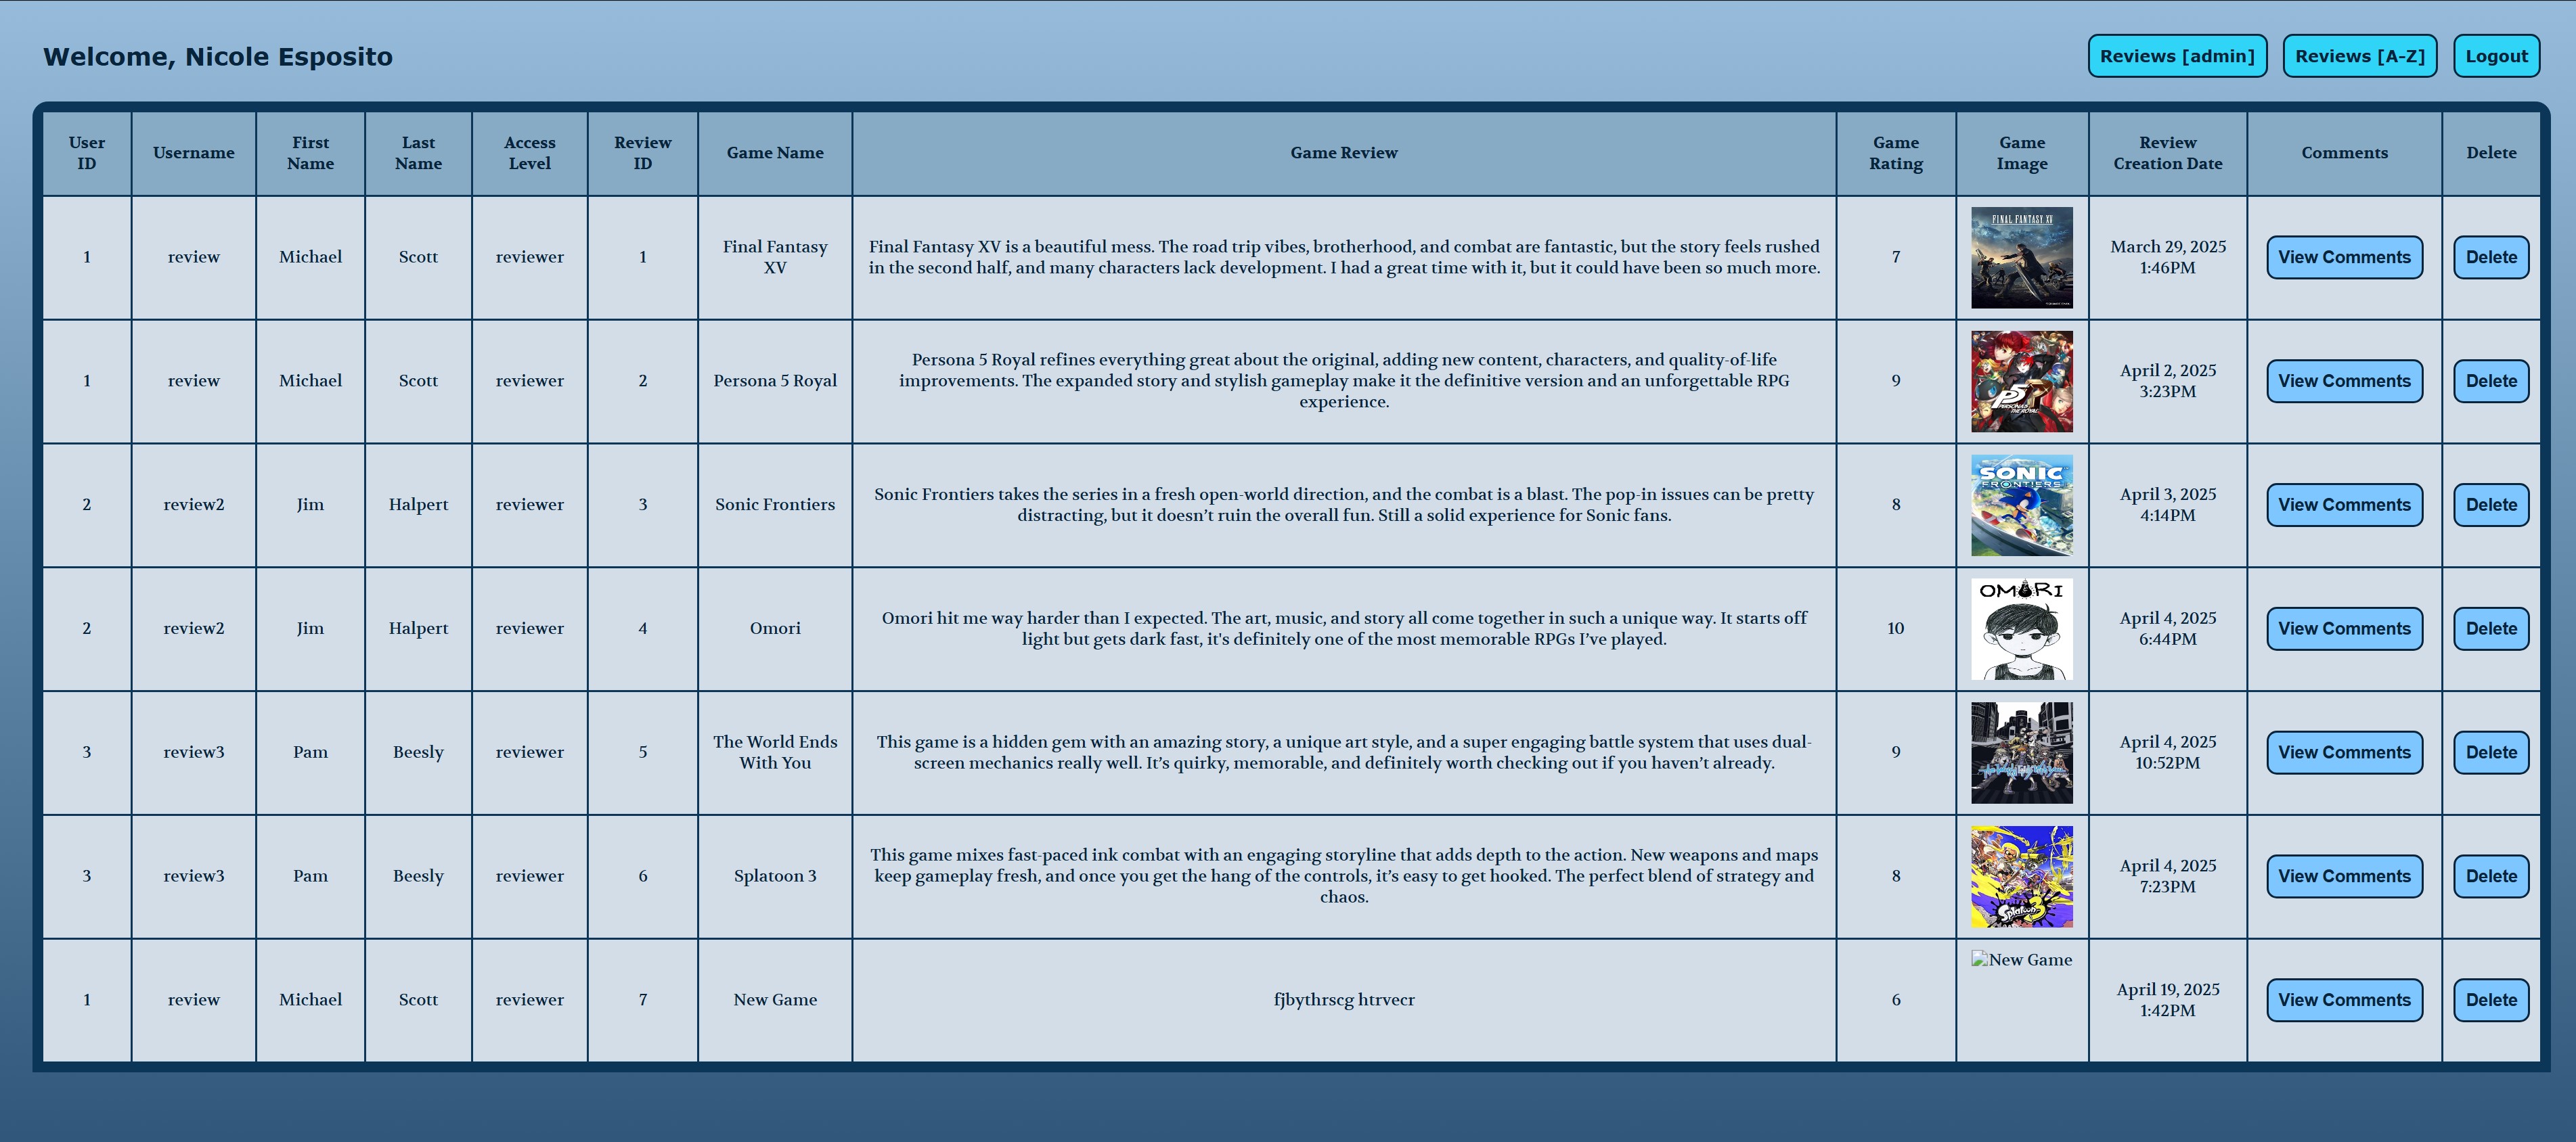 Welcome, Nicole Esposito
Reviews [admin]
Reviews [A-Z]
Logout
User
ID
Username
First
Name
Last
Name
Access
Level
Review
ID
Game Name
Game Review
Game
Rating
Game
Image
Review
Creation Date
Comments
Delete
1
review
Michael
Scott
reviewer
1
Final Fantasy
XV
Final Fantasy XV is a beautiful mess. The road trip vibes, brotherhood, and combat are fantastic, but the story feels rushed
in the second half, and many characters lack development. I had a great time with it, but it could have been so much more.
7
FINAL FANTASY XV
March 29, 2025
1:46PM
View Comments
Delete
1
review
Michael
Scott
reviewer
2
Persona 5 Royal
Persona 5 Royal refines everything great about the original, adding new content, characters, and quality-of-life
improvements. The expanded story and stylish gameplay make it the definitive version and an unforgettable RPG
experience.
9
P5
April 2, 2025
3:23PM
View Comments
Delete
2
review2
Jim
Halpert
reviewer
3
Sonic Frontiers
Sonic Frontiers takes the series in a fresh open-world direction, and the combat is a blast. The pop-in issues can be pretty
distracting, but it doesn’t ruin the overall fun. Still a solid experience for Sonic fans.
8
SONIC
FRONTIERS
April 3, 2025
4:14PM
View Comments
Delete
2
review2
Jim
Halpert
reviewer
4
Omori
Omori hit me way harder than I expected. The art, music, and story all come together in such a unique way. It starts off
light but gets dark fast, it's definitely one of the most memorable RPGs I’ve played.
10
OMORI
April 4, 2025
6:44PM
View Comments
Delete
3
review3
Pam
Beesly
reviewer
5
The World Ends
With You
This game is a hidden gem with an amazing story, a unique art style, and a super engaging battle system that uses dual-
screen mechanics really well. It’s quirky, memorable, and definitely worth checking out if you haven’t already.
9
April 4, 2025
10:52PM
View Comments
Delete
3
review3
Pam
Beesly
reviewer
6
Splatoon 3
This game mixes fast-paced ink combat with an engaging storyline that adds depth to the action. New weapons and maps
keep gameplay fresh, and once you get the hang of the controls, it’s easy to get hooked. The perfect blend of strategy and
chaos.
8
Splatoon 3
April 4, 2025
7:23PM
View Comments
Delete
1
review
Michael
Scott
reviewer
7
New Game
fjbythrscg htrvecr
6
New Game
April 19, 2025
1:42PM
View Comments
Delete